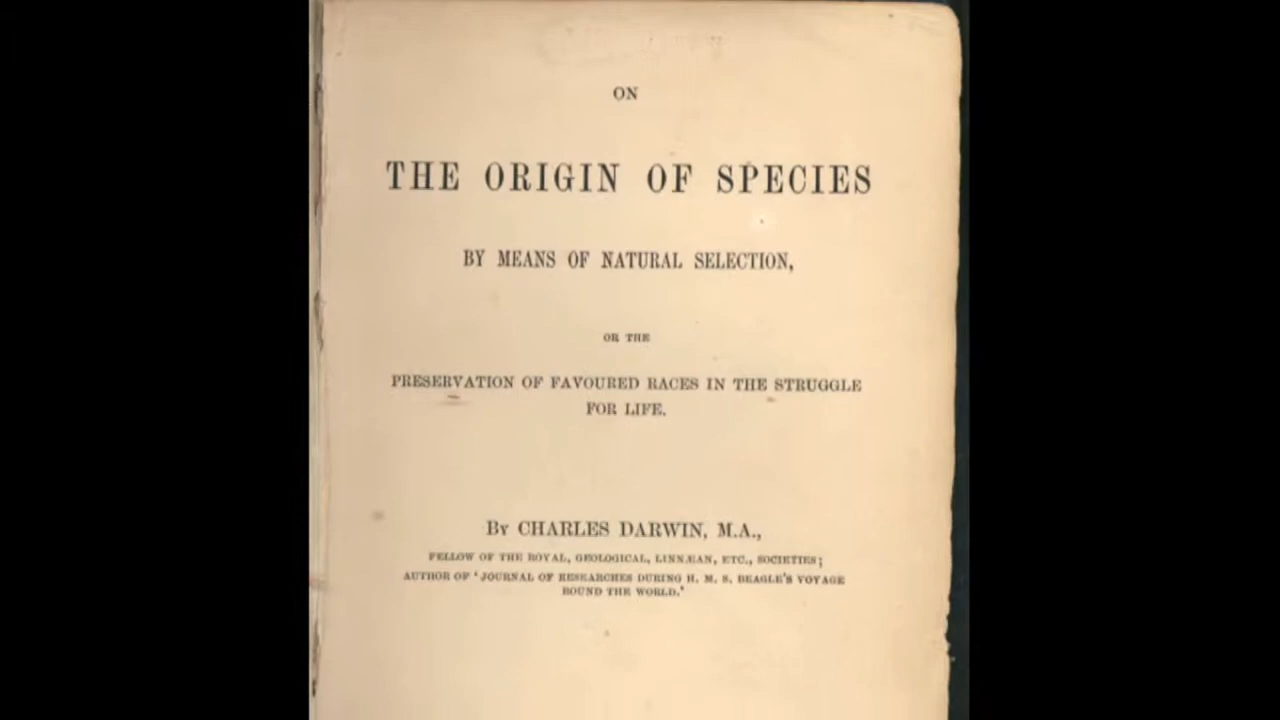 ON
THE ORIGIN OF SPECIES
BY MEANS OF NATURAL SELECTION,
OR THE
PRESERVATION OF FAVOURED RACES IN THE STRUGGLE
FOR LIFE.
BY CHARLES DARWIN, M.A.,
FELLOW OF THE ROYAL, GEOLOGICAL, LINNÆAN, ETC., SOCIETIES;
AUTHOR OF 'JOURNAL OF RESEARCHES DURING H. M. S. BEAGLE'S VOYAGE
ROUND THE WORLD.'